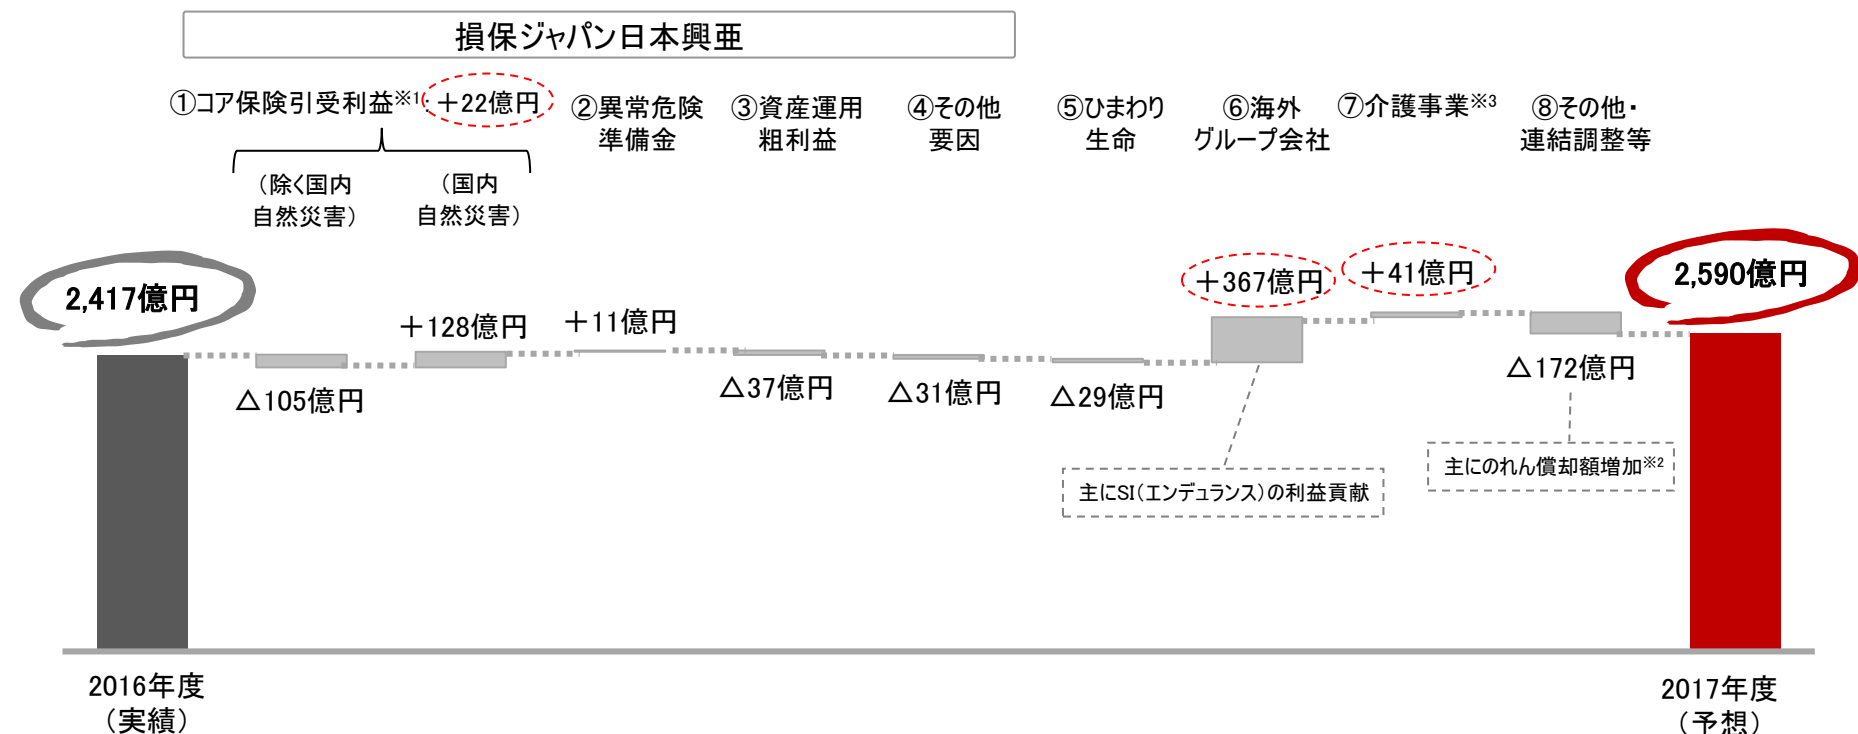 損保ジャパン日本興亜
①コア保険引受利益※1:＋22億円
（除く国内
自然災害）
（国内
自然災害）
②異常危険
準備金
③資産運用
粗利益
④その他
要因
⑤ひまわり
生命
⑥海外
グループ会社
⑦介護事業※3
⑧その他・
連結調整等
2,417億円
△105億円
＋128億円
＋11億円
△37億円
△31億円
△29億円
＋367億円
＋41億円
△172億円
2,590億円
主にSI（エンデュランス）の利益貢献
主にのれん償却額増加※2
2016年度
（実績）
2017年度
（予想）